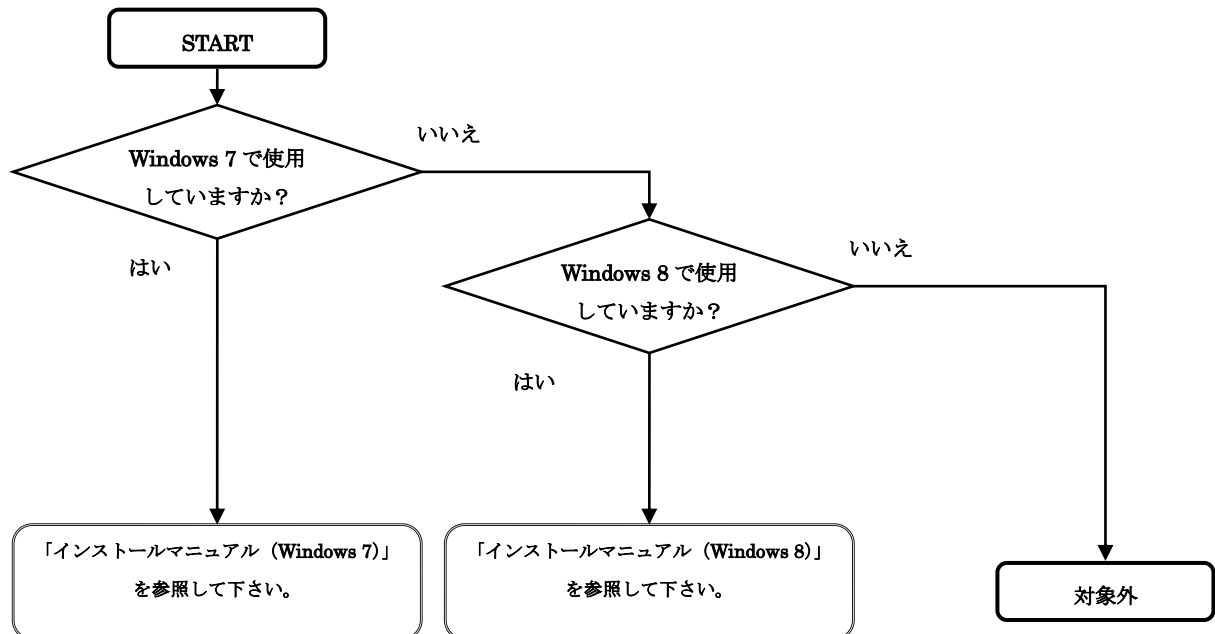 START
いいえ
Windows 7 で使用
していますか？
いいえ
はい
Windows 8 で使用
していますか？
はい
「インストールマニュアル（Windows 7）」
を参照して下さい。
「インストールマニュアル（Windows 8）」
を参照して下さい。
対象外